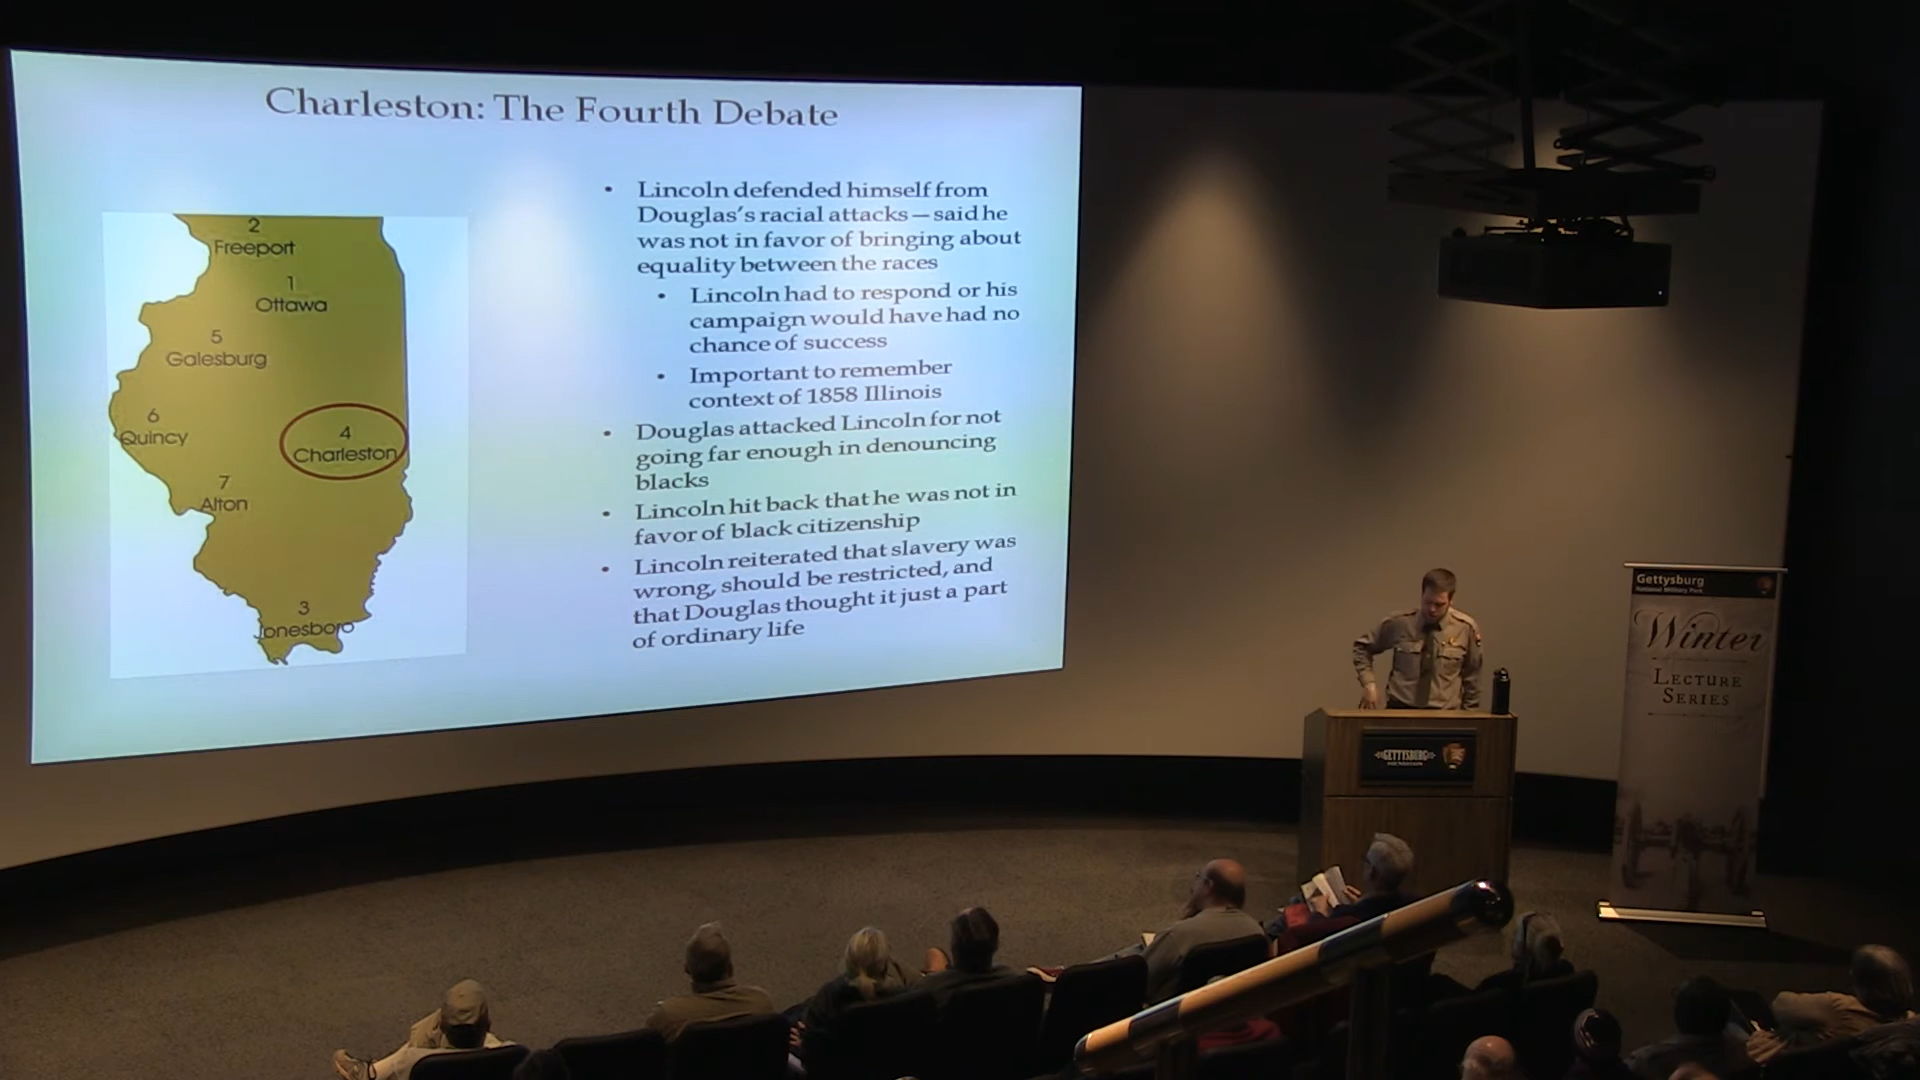 Charleston: The Fourth Debate
2
Freeport
1
Ottawa
5
Galesburg
6
Quincy
4
Charleston
7
Alton
3
Jonesboro
• Lincoln defended himself from
Douglas's racial attacks — said he
was not in favor of bringing about
equality between the races
• Lincoln had to respond or his
campaign would have had no
chance of success
• Important to remember
context of 1858 Illinois
• Douglas attacked Lincoln for not
going far enough in denouncing
blacks
• Lincoln hit back that he was not in
favor of black citizenship
• Lincoln reiterated that slavery was
wrong, should be restricted, and
that Douglas thought it just a part
of ordinary life
GETTYSBURG
FOUNDATION
Gettysburg
National Military Park
Winter
LECTURE
SERIES